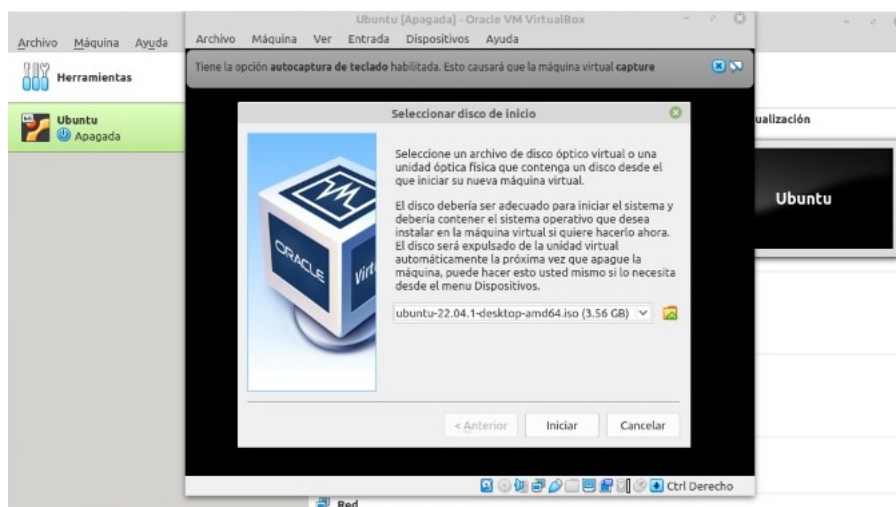 Ubuntu [Apagada] - Oracle VM VirtualBox
Archivo Máquina Ayuda
Archivo Máquina Ver Entrada Dispositivos Ayuda
Herramientas
Tiene la opción autocaptura de teclado habilitada. Esto causará que la máquina virtual capture
Ubuntu
Apagada
Seleccionar disco de inicio
Seleccione un archivo de disco óptico virtual o una
unidad óptica física que contenga un disco desde el
que iniciar su nueva máquina virtual.
El disco debería ser adecuado para iniciar el sistema y
debería contener el sistema operativo que desea
instalar en la máquina virtual si quiere hacerlo ahora.
El disco será expulsado de la unidad virtual
automáticamente la próxima vez que apague la
máquina, puede hacer esto usted mismo si lo necesita
desde el menu Dispositivos.
ubuntu-22.04.1-desktop-amd64.iso (3.56 GB)
ORACLE
Virt
< Anterior Iniciar Cancelar
ualización
Ubuntu
Ctrl Derecho
Red